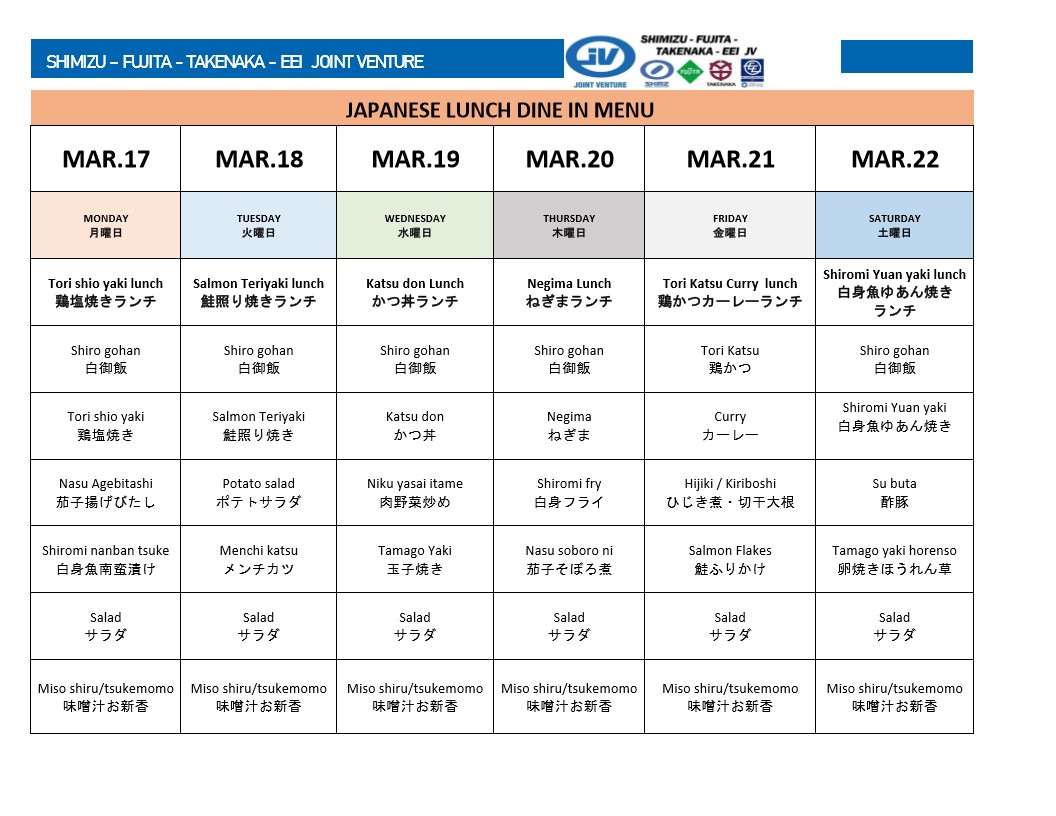 SHIMIZU – FUJITA - TAKENAKA – EEI JOINT VENTURE
JV
JOINT VENTURE
SHIMIZU - FUJITA -
TAKENAKA - EEI JV
fujita
TAKENAKA
JAPANESE LUNCH DINE IN MENU
MAR.17
MAR.18
MAR.19
MAR.20
MAR.21
MAR.22
MONDAY
月曜日
TUESDAY
火曜日
WEDNESDAY
水曜日
THURSDAY
木曜日
FRIDAY
金曜日
SATURDAY
土曜日
Tori shio yaki lunch
鶏塩焼きランチ
Salmon Teriyaki lunch
鮭照り焼きランチ
Katsu don Lunch
かつ丼ランチ
Negima Lunch
ねぎまランチ
Tori Katsu Curry lunch
鶏かつカーレーランチ
Shiromi Yuan yaki lunch
白身魚ゆあん焼き
ランチ
Shiro gohan
白御飯
Shiro gohan
白御飯
Shiro gohan
白御飯
Shiro gohan
白御飯
Tori Katsu
鶏かつ
Shiro gohan
白御飯
Tori shio yaki
鶏塩焼き
Salmon Teriyaki
鮭照り焼き
Katsu don
かつ丼
Negima
ねぎま
Curry
カーレー
Shiromi Yuan yaki
白身魚ゆあん焼き
Nasu Agebitashi
茄子揚げびたし
Potato salad
ポテトサラダ
Niku yasai itame
肉野菜炒め
Shiromi fry
白身フライ
Hijiki / Kiriboshi
ひじき煮・切干大根
Su buta
酢豚
Shiromi nanban tsuke
白身魚南蛮漬け
Menchi katsu
メンチカツ
Tamago Yaki
玉子焼き
Nasu soboro ni
茄子そぼろ煮
Salmon Flakes
鮭ふりかけ
Tamago yaki horenso
卵焼きほうれん草
Salad
サラダ
Salad
サラダ
Salad
サラダ
Salad
サラダ
Salad
サラダ
Salad
サラダ
Miso shiru/tsukemomo
味噌汁お新香
Miso shiru/tsukemomo
味噌汁お新香
Miso shiru/tsukemomo
味噌汁お新香
Miso shiru/tsukemomo
味噌汁お新香
Miso shiru/tsukemomo
味噌汁お新香
Miso shiru/tsukemomo
味噌汁お新香